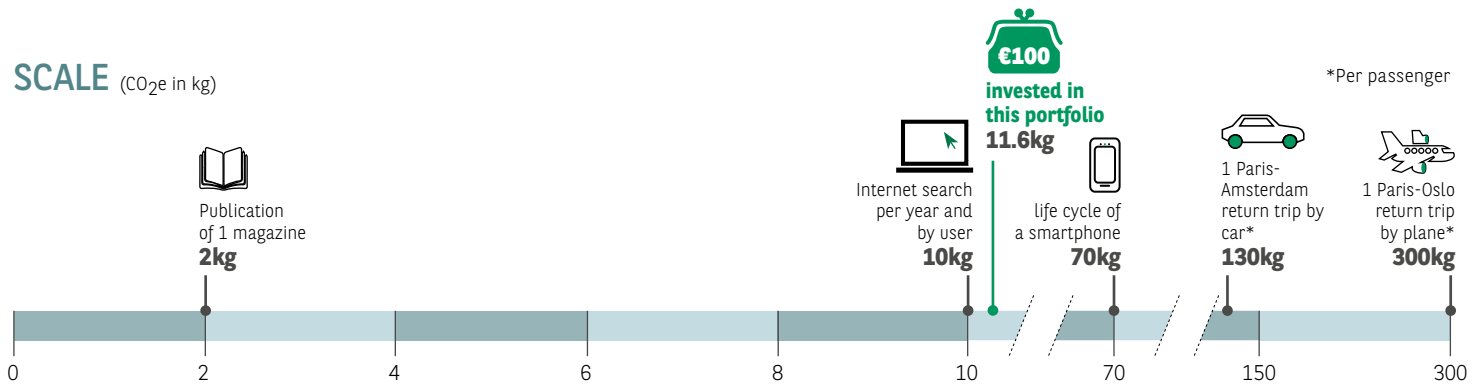 SCALE (CO2e in kg)
*Per passenger
€100
invested in
this portfolio
11.6kg
Publication
of 1 magazine
2kg
Internet search
per year and
by user
10kg
life cycle of
a smartphone
70kg
1 Paris-
Amsterdam
return trip by
car*
130kg
1 Paris-Oslo
return trip
by plane*
300kg
0 2 4 6 8 10 70 150 300